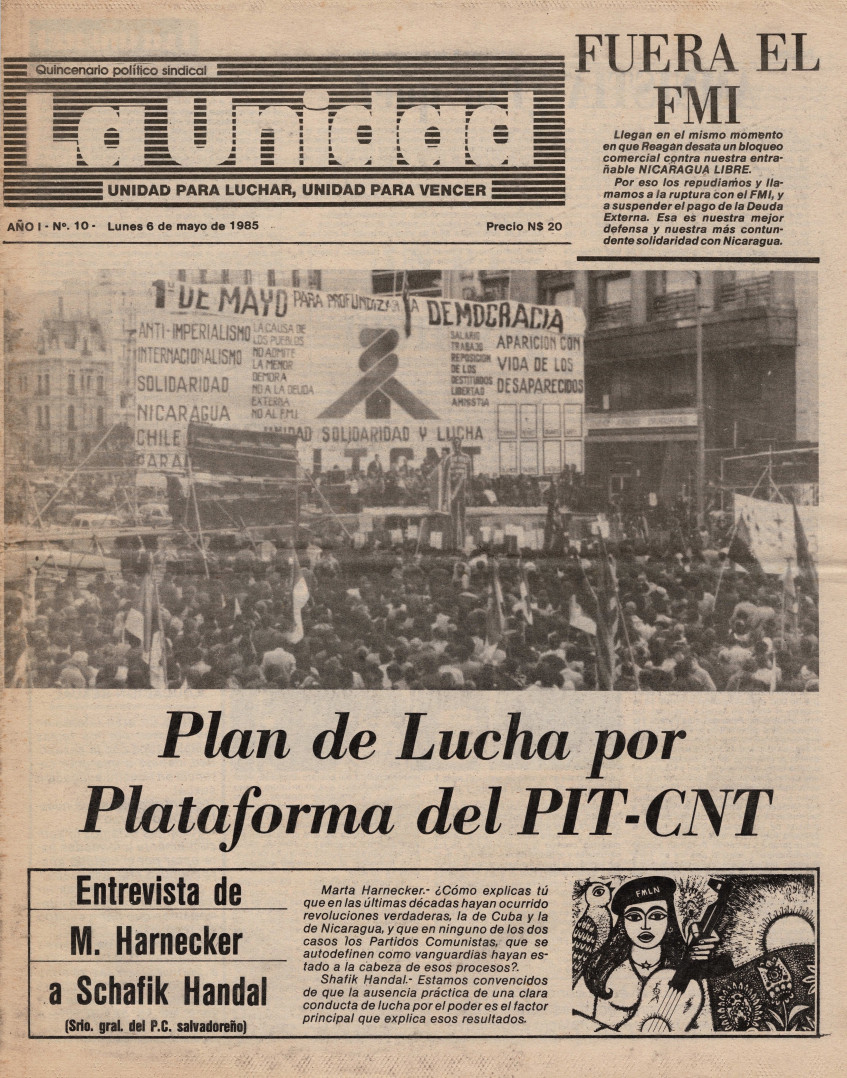 Quincenario político sindical
La Unidad
UNIDAD PARA LUCHAR, UNIDAD PARA VENCER
AÑO I - Nº. 10 - Lunes 6 de mayo de 1985
Precio N$ 20
FUERA EL
FMI
Llegan en el mismo momento
en que Reagan desata un bloqueo
comercial contra nuestra entra-
ñable NICARAGUA LIBRE.
Por eso los repudiamos y lla-
mamos a la ruptura con el FMI, y
a suspender el pago de la Deuda
Externa. Esa es nuestra mejor
defensa y nuestra más contun-
dente solidaridad con Nicaragua.
1º DE MAYO PARA PROFUNDIZAR LA DEMOCRACIA
ANTI-IMPERIALISMO
INTERNACIONALISMO
SOLIDARIDAD
NICARAGUA
CHILE
LA CAUSA DE
LOS PUEBLOS
NO ADMITE
LA MENOR
DEMORA
NO A LA DEUDA
EXTERNA
NO AL F.M.I.
SALARIO
TRABAJO
REPOSICION
DE LOS
DESTITUIDOS
LIBERTAD
AMNISTIA
APARICION CON
VIDA DE LOS
DESAPARECIDOS
UNIDAD SOLIDARIDAD Y LUCHA
Plan de Lucha por
Plataforma del PIT-CNT
Entrevista de
M. Harnecker
a Schafik Handal
(Srio. gral. del P.C. salvadoreño)
Marta Harnecker.- ¿Cómo explicas tú
que en las últimas décadas hayan ocurrido
revoluciones verdaderas, la de Cuba y la
de Nicaragua, y que en ninguno de los dos
casos los Partidos Comunistas, que se
autodefinen como vanguardias hayan es-
tado a la cabeza de esos procesos?.
Shafik Handal.- Estamos convencidos
de que la ausencia práctica de una clara
conducta de lucha por el poder es el factor
principal que explica esos resultados.
FMLN